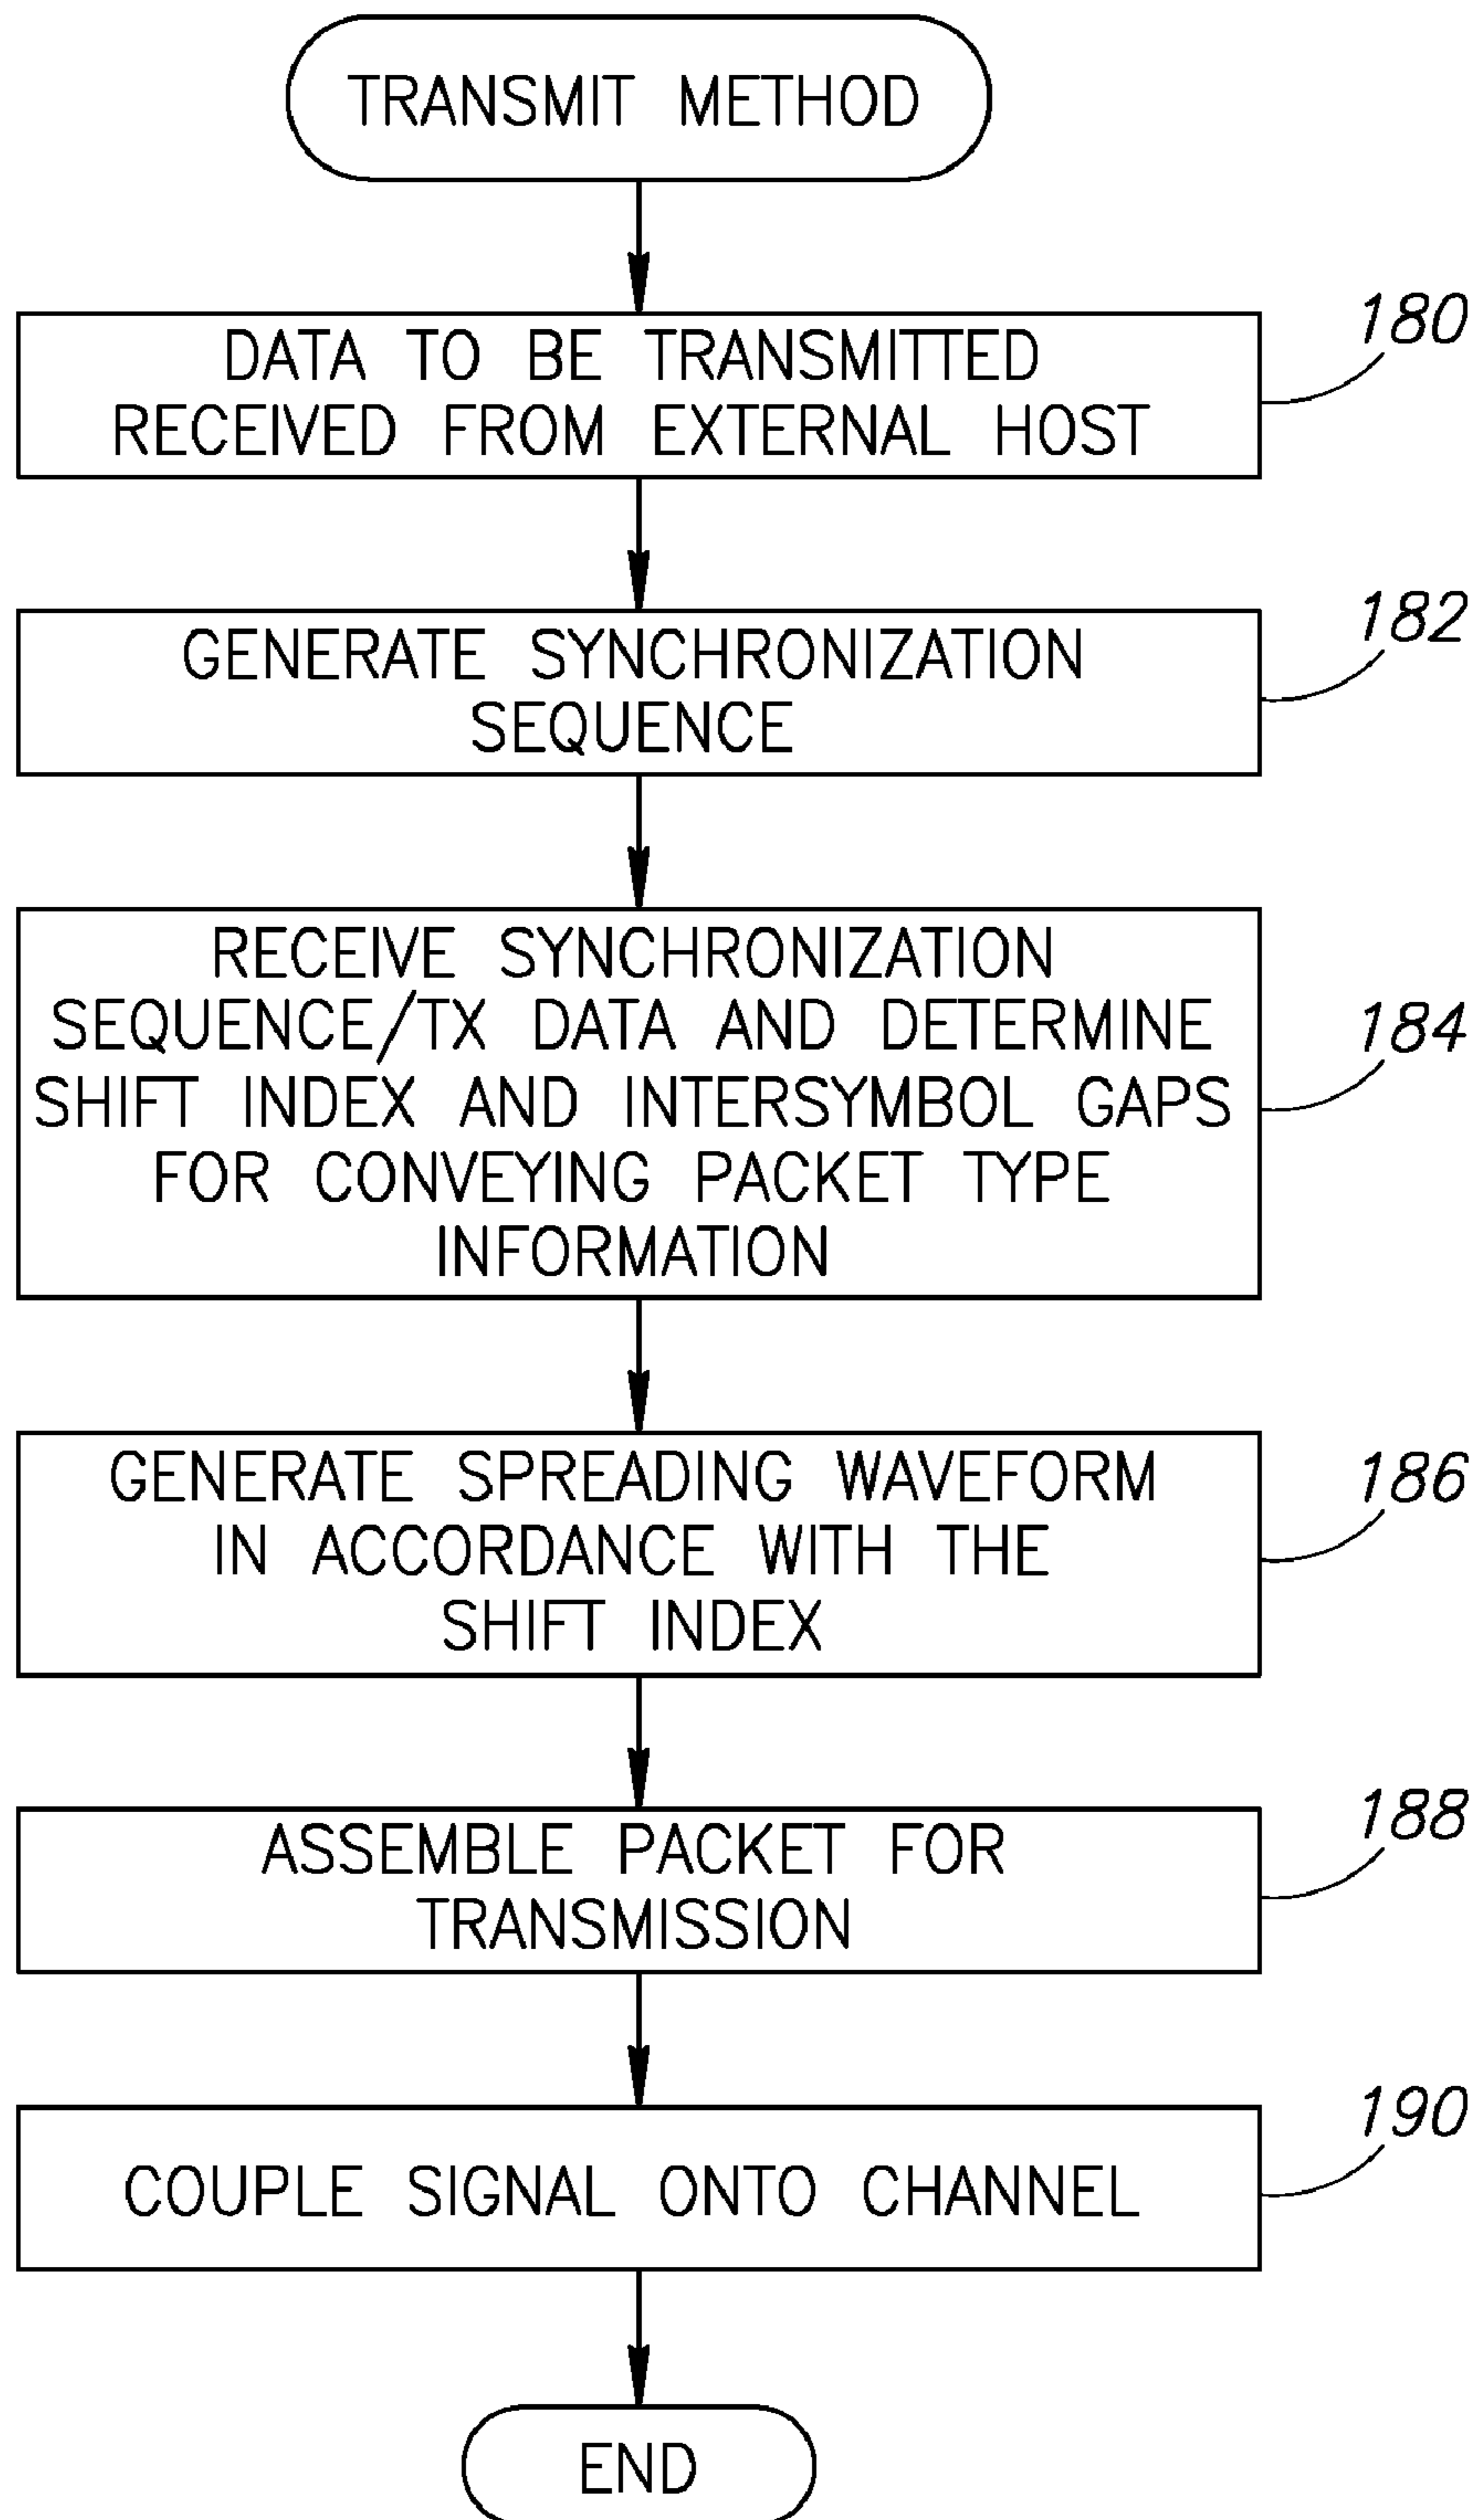 TRANSMIT METHOD
DATA TO BE TRANSMITTED
RECEIVED FROM EXTERNAL HOST
180
GENERATE SYNCHRONIZATION
SEQUENCE
182
RECEIVE SYNCHRONIZATION
SEQUENCE/TX DATA AND DETERMINE
SHIFT INDEX AND INTERSYMBOL GAPS
FOR CONVEYING PACKET TYPE
INFORMATION
184
GENERATE SPREADING WAVEFORM
IN ACCORDANCE WITH THE
SHIFT INDEX
186
ASSEMBLE PACKET FOR
TRANSMISSION
188
COUPLE SIGNAL ONTO CHANNEL
190
END